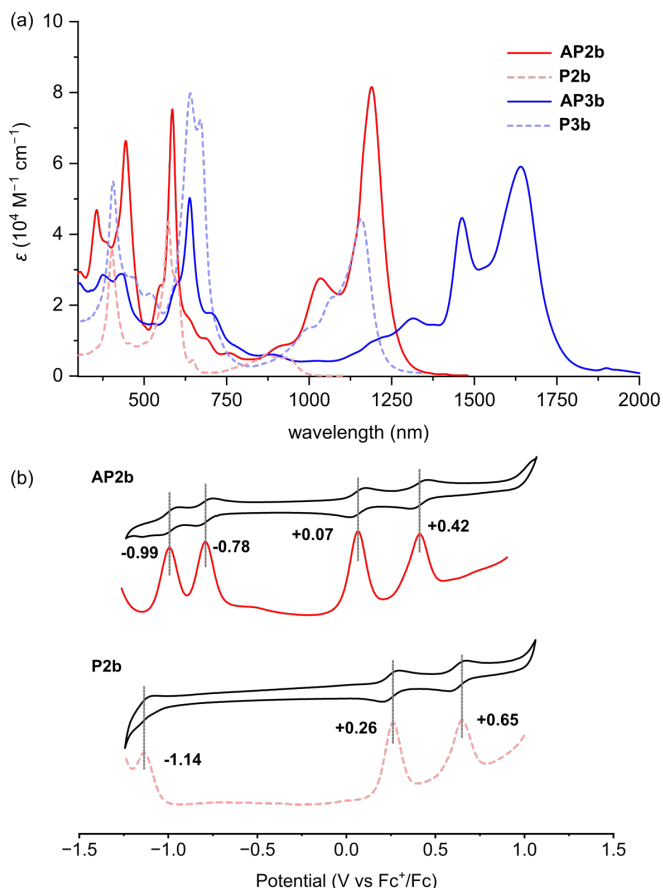 (a)
10
8
6
4
2
0
ε (10⁴ M⁻¹ cm⁻¹)
AP2b
P2b
AP3b
P3b
500 750 1000 1250 1500 1750 2000
wavelength (nm)
(b)
AP2b
-0.99 -0.78 +0.07 +0.42
P2b
-1.14 +0.26 +0.65
−1.5 −1.0 −0.5 0.0 0.5 1.0 1.5
Potential (V vs Fc⁺/Fc)